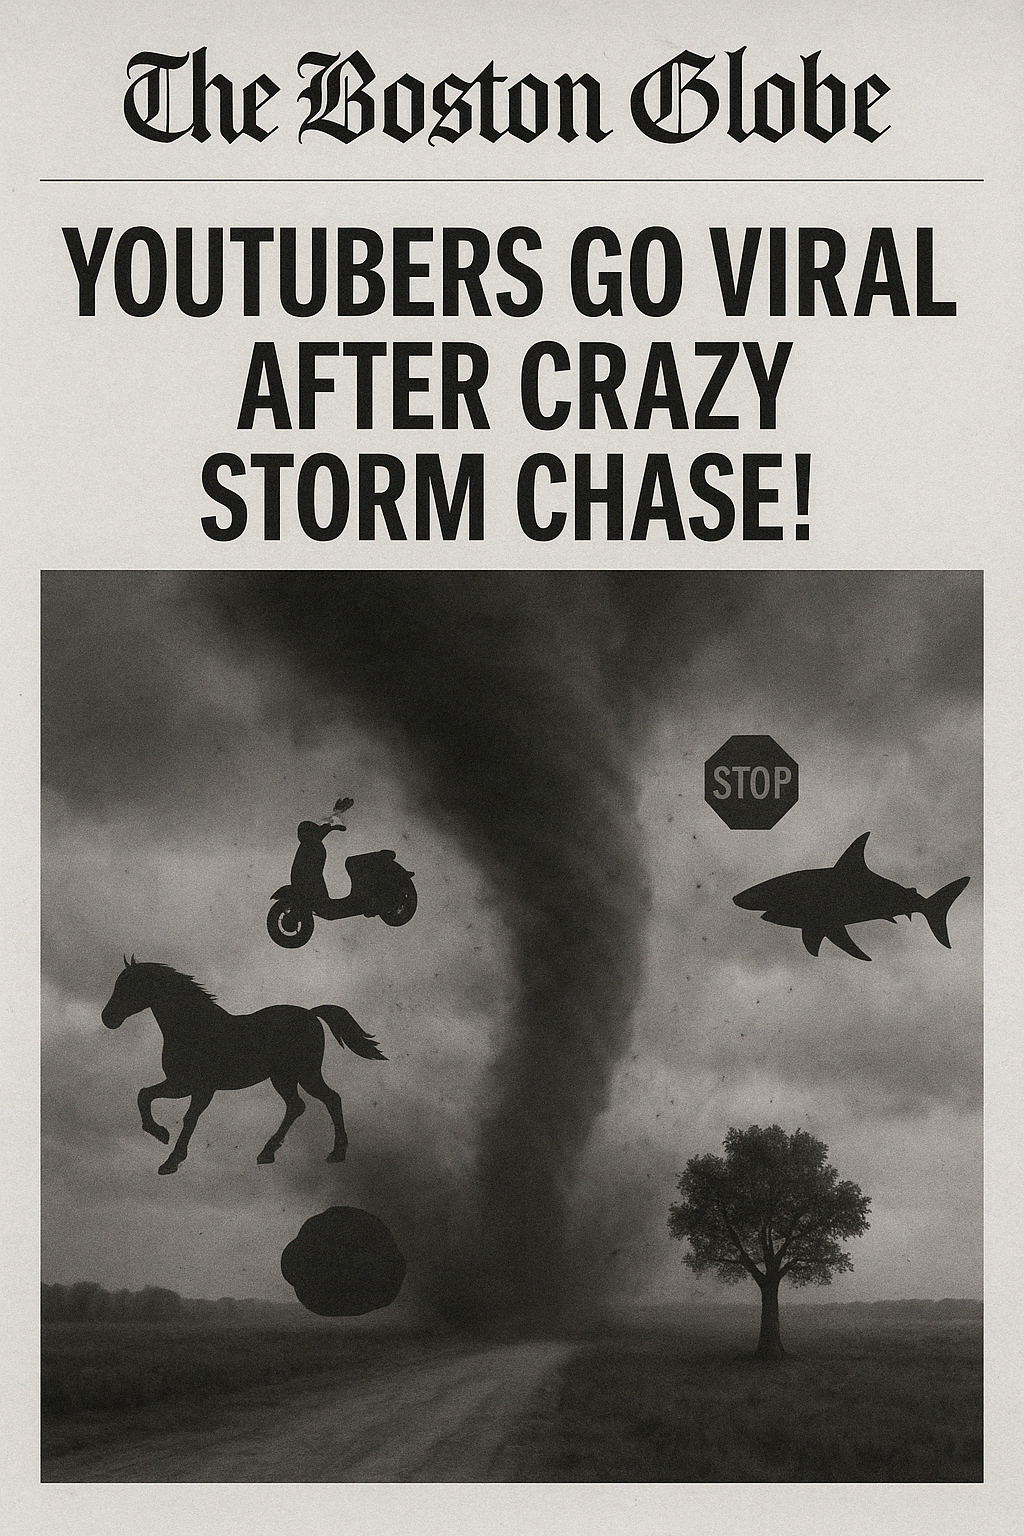 The Boston Globe
YOUTUBERS GO VIRAL
AFTER CRAZY
STORM CHASE!
STOP